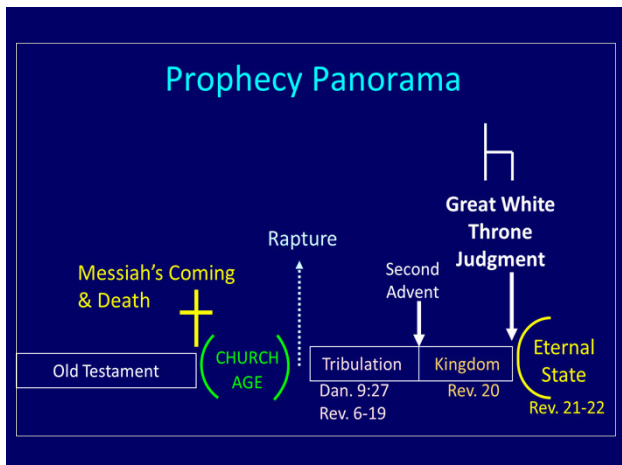 Prophecy Panorama
Great White
Throne
Judgment
Rapture
Second
Advent
Messiah's Coming
& Death
Old Testament
CHURCH
AGE
Tribulation
Kingdom
Eternal
State
Dan. 9:27
Rev. 6-19
Rev. 20
Rev. 21-22